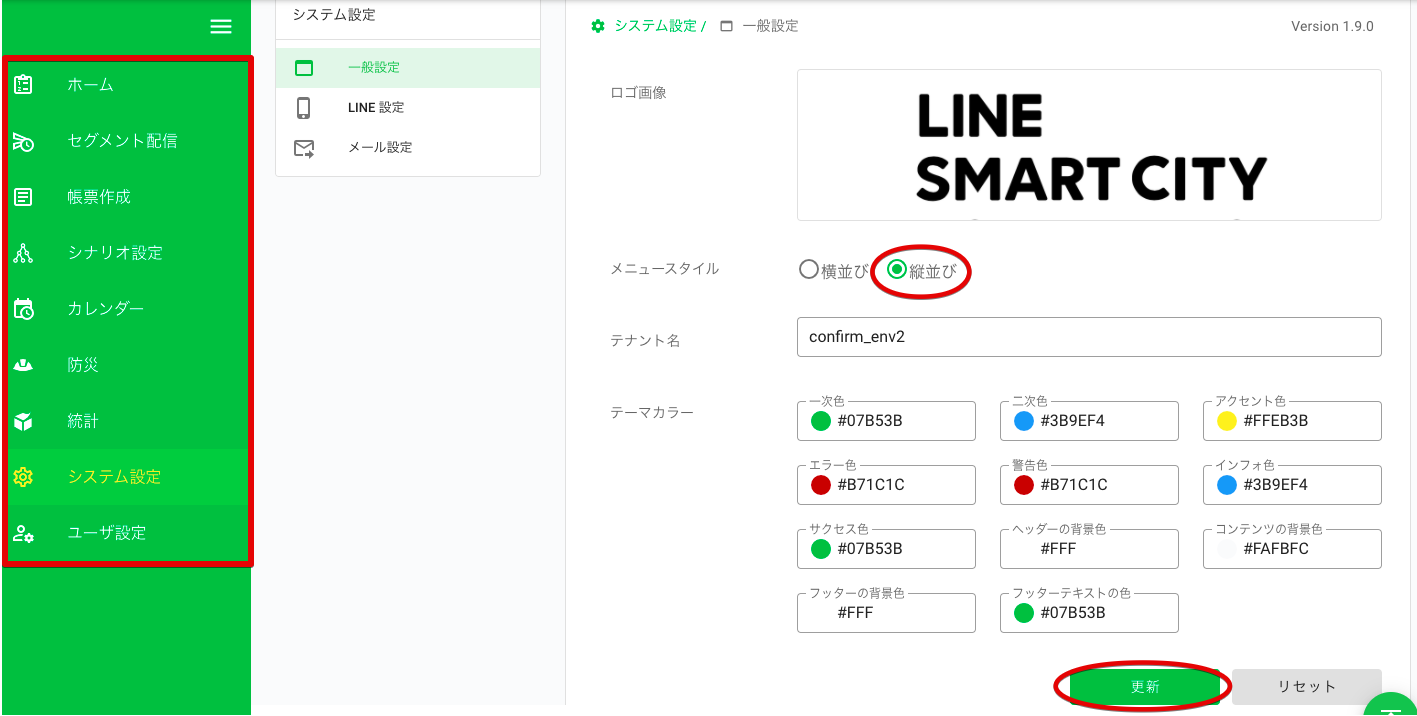 ホーム
セグメント配信
帳票作成
シナリオ設定
カレンダー
防災
統計
システム設定
ユーザ設定
システム設定
一般設定
LINE 設定
メール設定
システム設定 / 一般設定
Version 1.9.0
ロゴ画像
LINE
SMART CITY
メニュースタイル
横並び 縦並び
テナント名
confirm_env2
テーマカラー
一次色 二次色 アクセント色
#07B53B #3B9EF4 #FFEB3B
エラー色 警告色 インフォ色
#B71C1C #B71C1C #3B9EF4
サクセス色 ヘッダーの背景色 コンテンツの背景色
#07B53B #FFF #FAFBFC
フッターの背景色 フッターテキストの色
#FFF #07B53B
更新 リセット